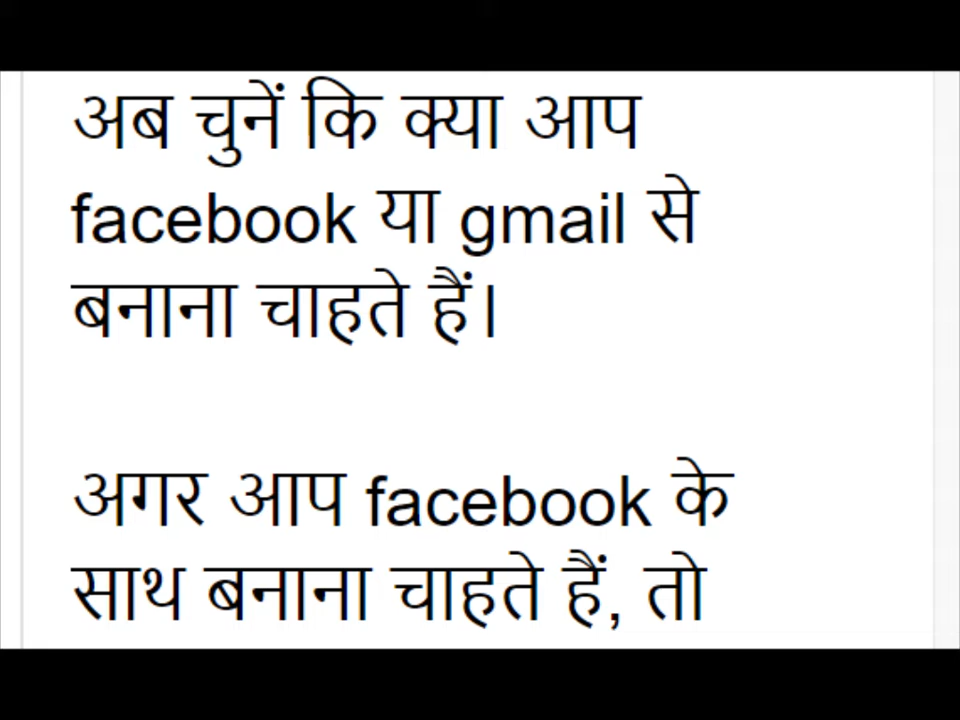 अब चुनें कि क्या आप
facebook या gmail से
बनाना चाहते हैं।
अगर आप facebook के
साथ बनाना चाहते हैं, तो